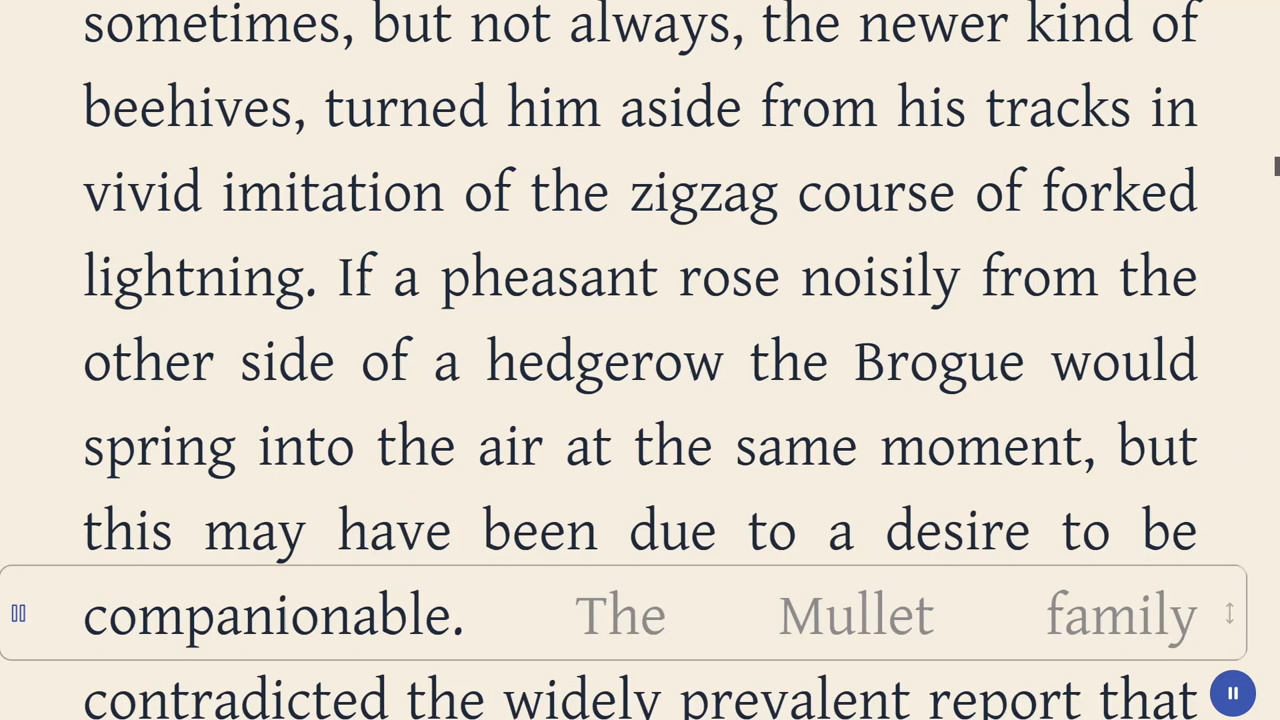 sometimes, but not always, the newer kind of
beehives, turned him aside from his tracks in
vivid imitation of the zigzag course of forked
lightning. If a pheasant rose noisily from the
other side of a hedgerow the Brogue would
spring into the air at the same moment, but
this may have been due to a desire to be
companionable. The Mullet family
contradicted the widely prevalent report that